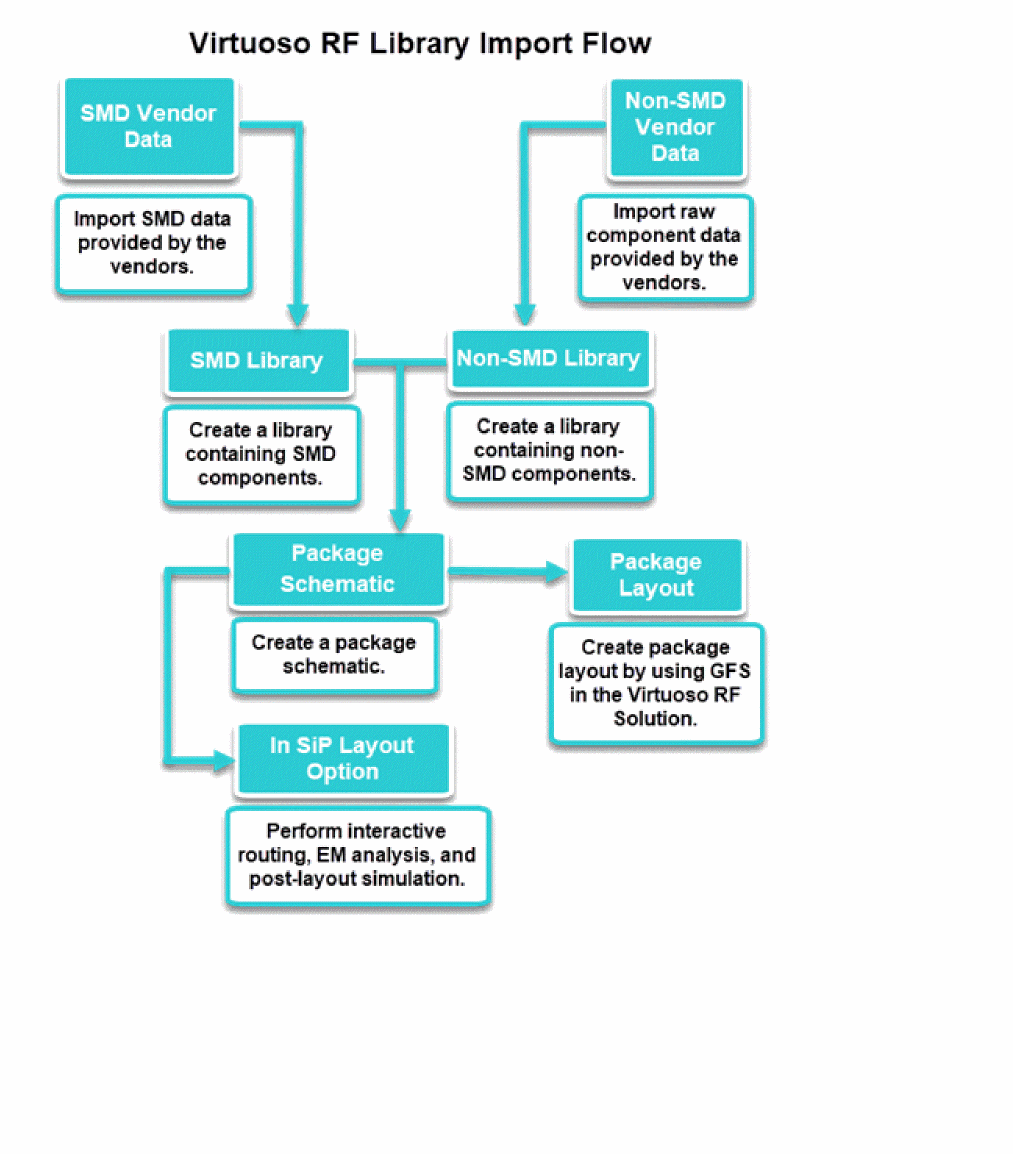 Virtuoso RF Library Import Flow
SMD Vendor
Data
Non-SMD
Vendor
Data
Import SMD data
provided by the
vendors.
Import raw
component data
provided by the
vendors.
SMD Library
Non-SMD Library
Create a library
containing SMD
components.
Create a library
containing non-
SMD components.
Package
Schematic
Package
Layout
Create a package
schematic.
Create package
layout by using GFS
in the Virtuoso RF
Solution.
In SiP Layout
Option
Perform interactive
routing, EM analysis, and
post-layout simulation.